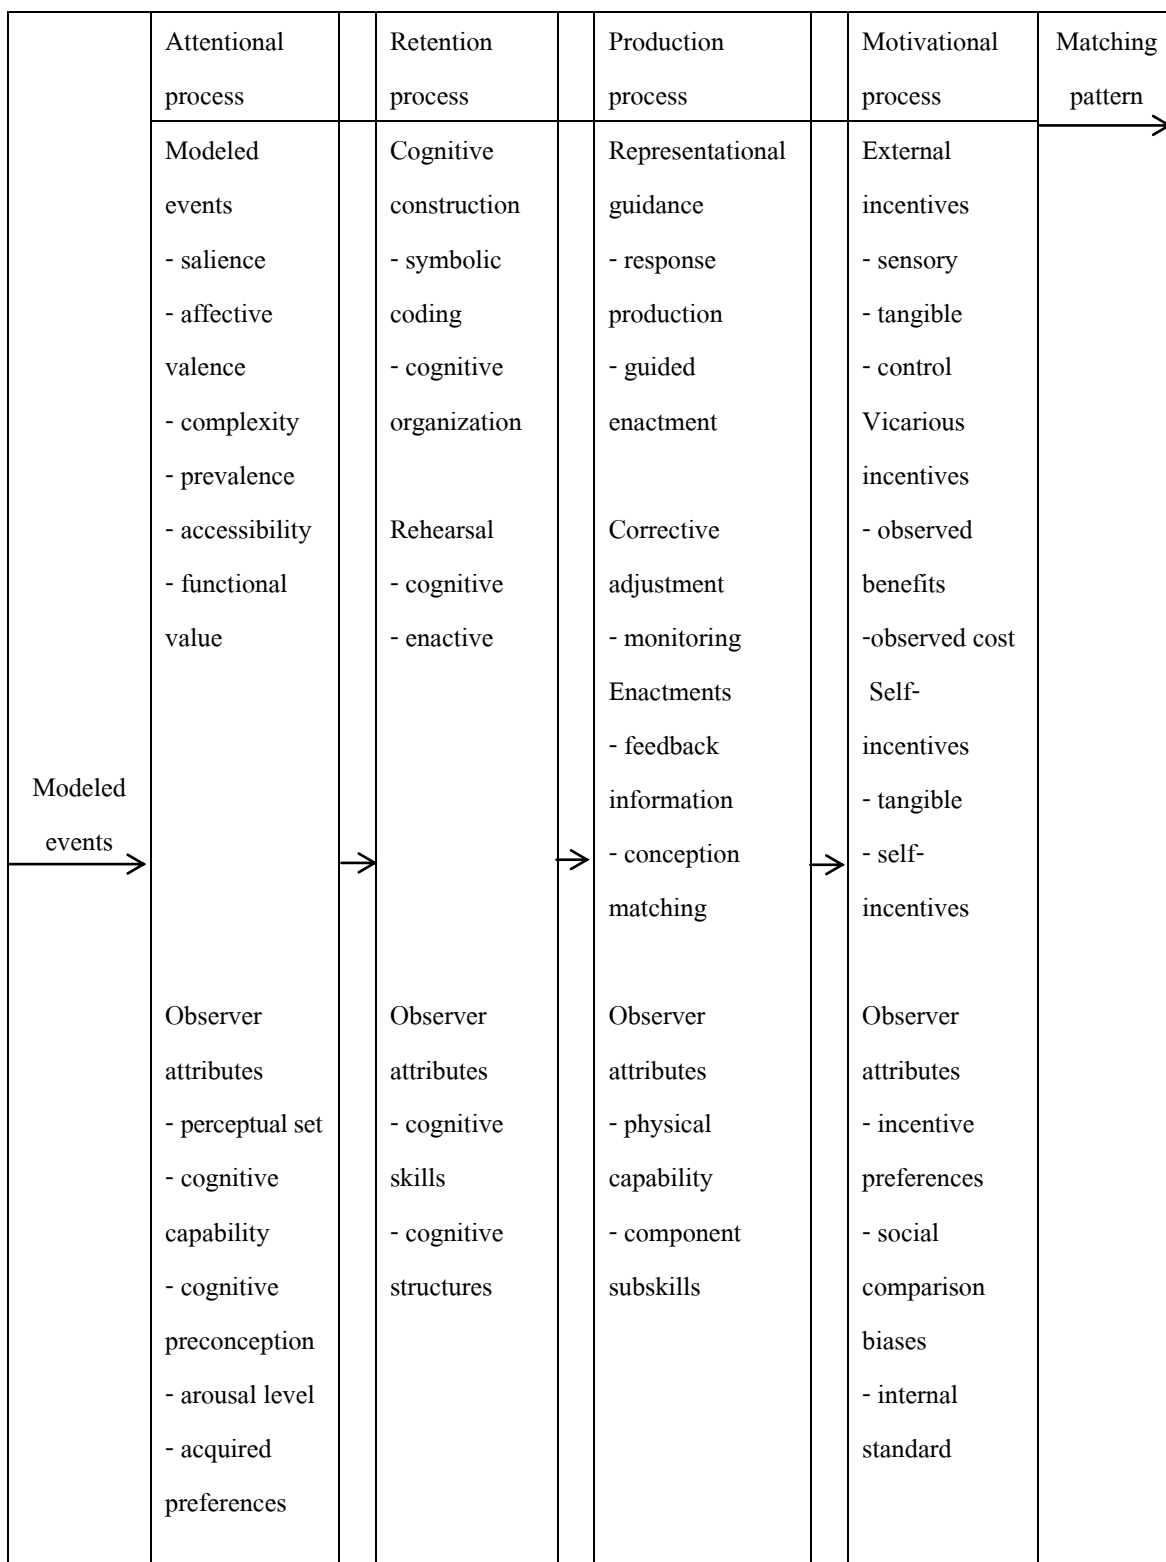 Attentional
process
Retention
process
Production
process
Motivational
process
Matching
pattern
Modeled
events
Modeled
events
- salience
- affective
valence
- complexity
- prevalence
- accessibility
- functional
value
Observer
attributes
- perceptual set
- cognitive
capability
- cognitive
preconception
- arousal level
- acquired
preferences
Cognitive
construction
- symbolic
coding
- cognitive
organization
Rehearsal
- cognitive
- enactive
Observer
attributes
- cognitive
skills
- cognitive
structures
Representational
guidance
- response
production
- guided
enactment
Corrective
adjustment
- monitoring
Enactments
- feedback
information
- conception
matching
Observer
attributes
- physical
capability
- component
subskills
External
incentives
- sensory
- tangible
- control
Vicarious
incentives
- observed
benefits
-observed cost
Self-
incentives
- tangible
- self-
incentives
Observer
attributes
- incentive
preferences
- social
comparison
biases
- internal
standard